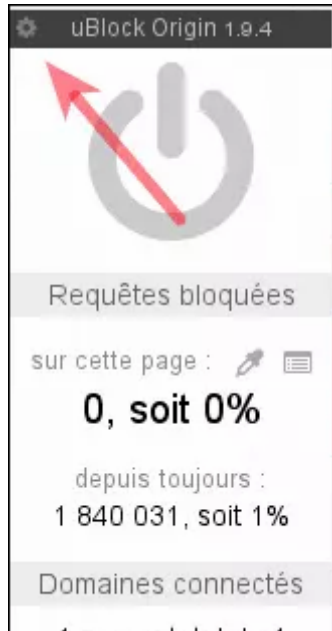 uBlock Origin 1.9.4
Requêtes bloquées
sur cette page :
0, soit 0%
depuis toujours :
1 840 031, soit 1%
Domaines connectés